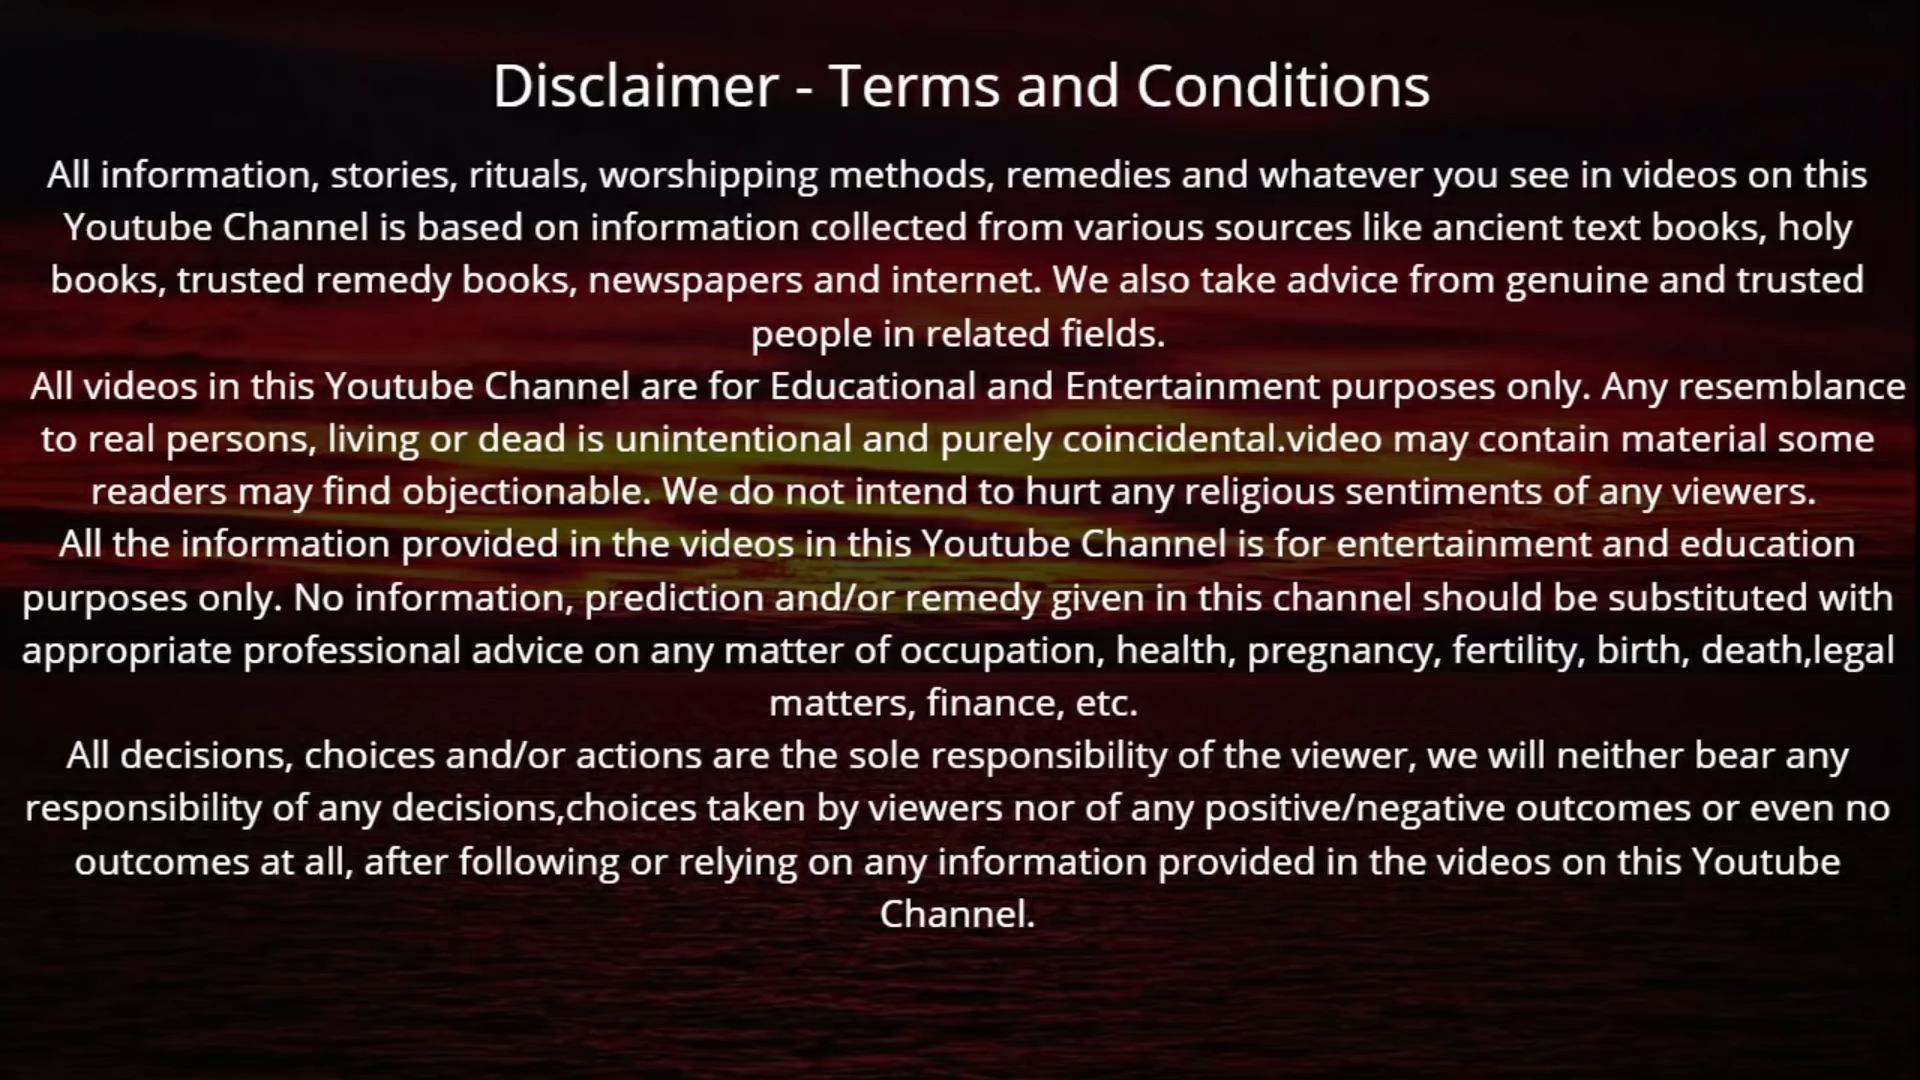 Disclaimer - Terms and Conditions
All information, stories, rituals, worshipping methods, remedies and whatever you see in videos on this
Youtube Channel is based on information collected from various sources like ancient text books, holy
books, trusted remedy books, newspapers and internet. We also take advice from genuine and trusted
people in related fields.
All videos in this Youtube Channel are for Educational and Entertainment purposes only. Any resemblance
to real persons, living or dead is unintentional and purely coincidental.video may contain material some
readers may find objectionable. We do not intend to hurt any religious sentiments of any viewers.
All the information provided in the videos in this Youtube Channel is for entertainment and education
purposes only. No information, prediction and/or remedy given in this channel should be substituted with
appropriate professional advice on any matter of occupation, health, pregnancy, fertility, birth, death,legal
matters, finance, etc.
All decisions, choices and/or actions are the sole responsibility of the viewer, we will neither bear any
responsibility of any decisions,choices taken by viewers nor of any positive/negative outcomes or even no
outcomes at all, after following or relying on any information provided in the videos on this Youtube
Channel.